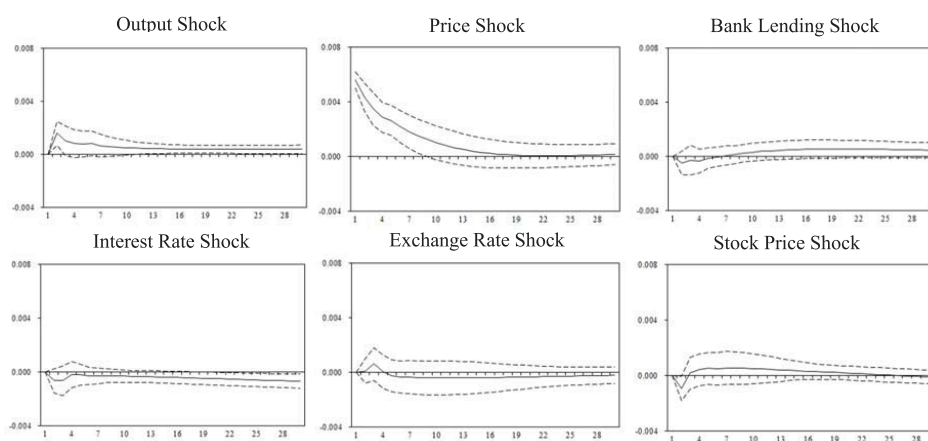 Output Shock
Price Shock
Bank Lending Shock
0.008
0.004
0.000
-0.004
1 4 7 10 13 16 19 22 25 28
0.008
0.004
0.000
-0.004
1 4 7 10 13 16 19 22 25 28
0.008
0.004
0.000
-0.004
1 4 7 10 13 16 19 22 25 28
Interest Rate Shock
Exchange Rate Shock
Stock Price Shock
0.008
0.004
0.000
-0.004
1 4 7 10 13 16 19 22 25 28
0.008
0.004
0.000
-0.004
1 4 7 10 13 16 19 22 25 28
0.008
0.004
0.000
-0.004
1 4 7 10 13 16 19 22 25 28